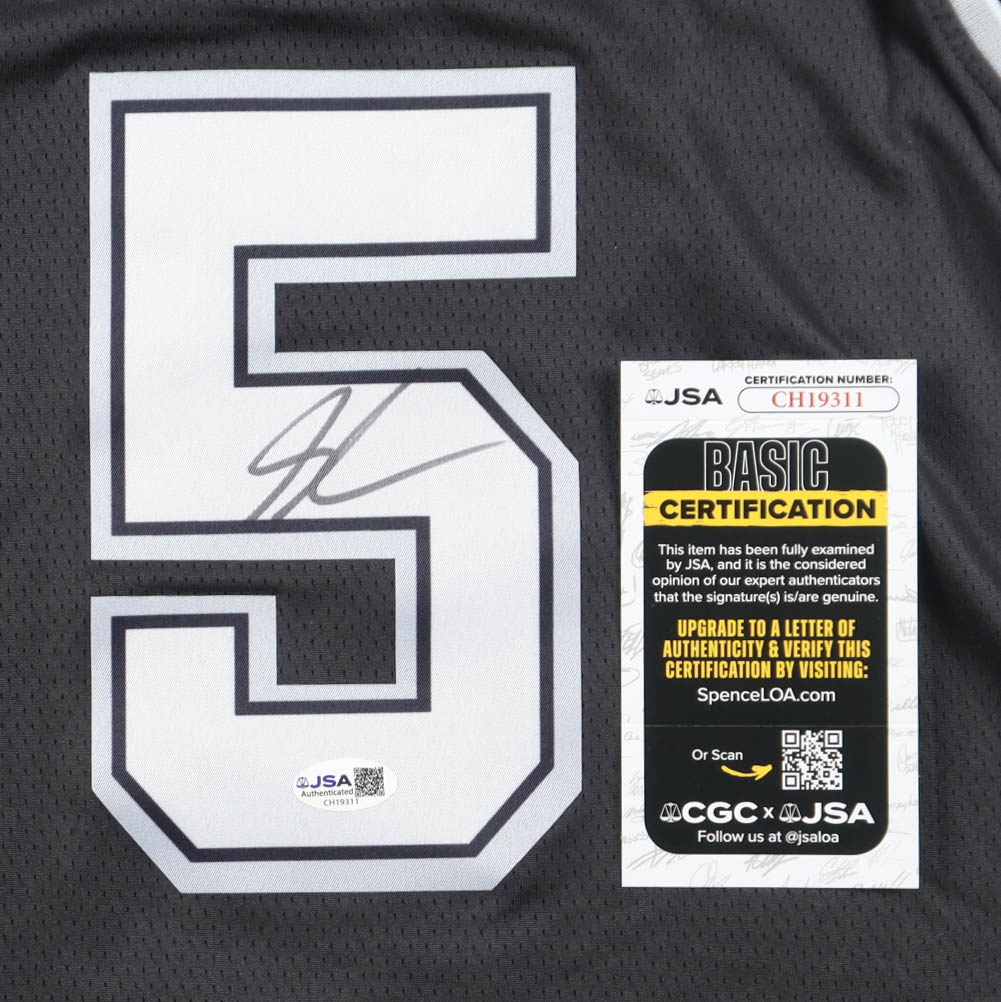 5
JSA
Authenticated
CH19311
JSA
CERTIFICATION NUMBER:
CH19311
BASIC
CERTIFICATION
This item has been fully examined
by JSA, and it is the considered
opinion of our expert authenticators
that the signature(s) is/are genuine.
UPGRADE TO A LETTER OF
AUTHENTICITY & VERIFY THIS
CERTIFICATION BY VISITING:
SpenceLOA.com
Or Scan
CGC x JSA
Follow us at @jsaloa